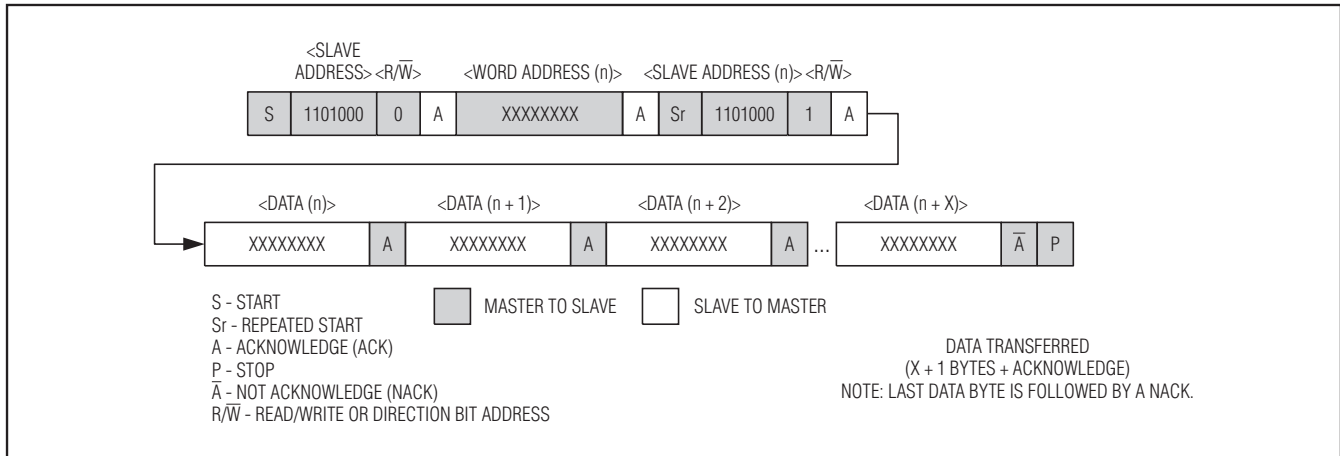 <SLAVE
ADDRESS> <R/W̅> <WORD ADDRESS (n)> <SLAVE ADDRESS (n)> <R/W̅>
S 1101000 0 A XXXXXXXX A Sr 1101000 1 A
<DATA (n)> <DATA (n + 1)> <DATA (n + 2)> <DATA (n + X)>
XXXXXXXX A XXXXXXXX A XXXXXXXX A ... XXXXXXXX A̅ P
S - START
Sr - REPEATED START
A - ACKNOWLEDGE (ACK)
P - STOP
A̅ - NOT ACKNOWLEDGE (NACK)
R/W̅ - READ/WRITE OR DIRECTION BIT ADDRESS
MASTER TO SLAVE SLAVE TO MASTER
DATA TRANSFERRED
(X + 1 BYTES + ACKNOWLEDGE)
NOTE: LAST DATA BYTE IS FOLLOWED BY A NACK.